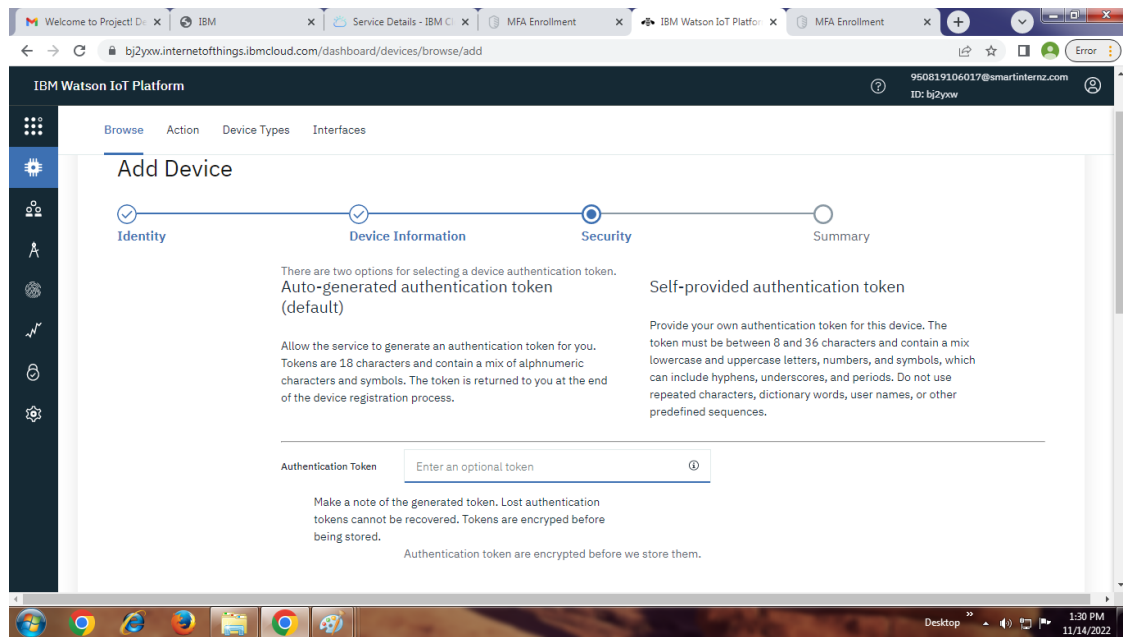 Welcome to Project! De
IBM
Service Details - IBM Cl
MFA Enrollment
IBM Watson IoT Platfor
MFA Enrollment
bj2yxw.internetofthings.ibmcloud.com/dashboard/devices/browse/add
Error
IBM Watson IoT Platform
950819106017@smartinternz.com
ID: bj2yxw
Browse
Action
Device Types
Interfaces
Add Device
Identity
Device Information
Security
Summary
There are two options for selecting a device authentication token.
Auto-generated authentication token
(default)
Allow the service to generate an authentication token for you.
Tokens are 18 characters and contain a mix of alphnumeric
characters and symbols. The token is returned to you at the end
of the device registration process.
Self-provided authentication token
Provide your own authentication token for this device. The
token must be between 8 and 36 characters and contain a mix
lowercase and uppercase letters, numbers, and symbols, which
can include hyphens, underscores, and periods. Do not use
repeated characters, dictionary words, user names, or other
predefined sequences.
Authentication Token
Enter an optional token
Make a note of the generated token. Lost authentication
tokens cannot be recovered. Tokens are encryped before
being stored.
Authentication token are encrypted before we store them.
Desktop
1:30 PM
11/14/2022